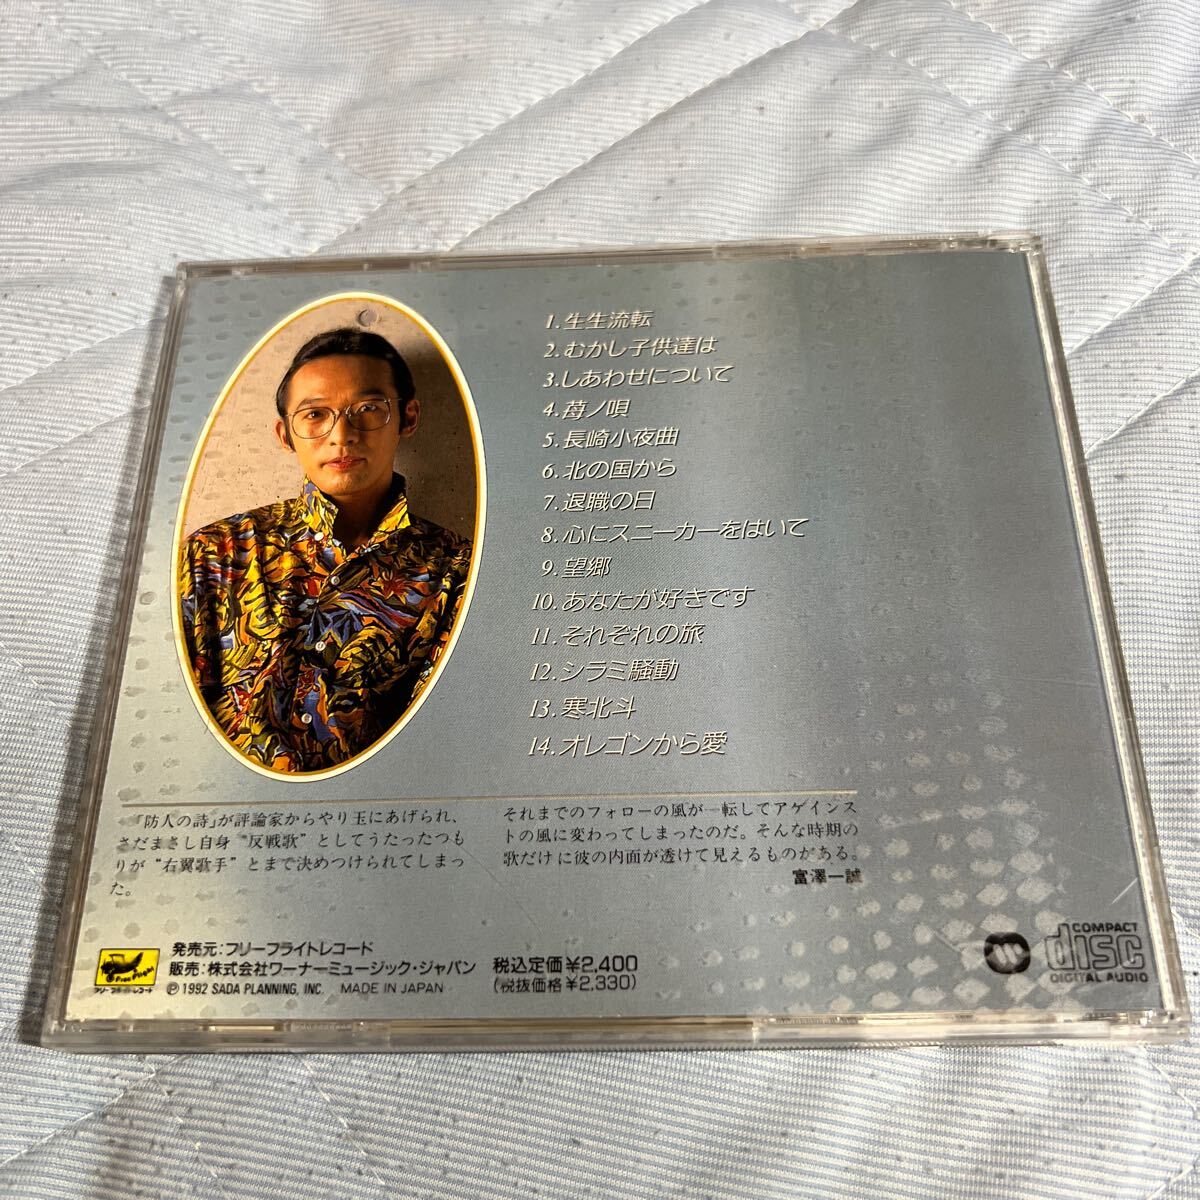 1. 生生流転
2. むかし子供達は
3. しあわせについて
4. 苺ノ唄
5. 長崎小夜曲
6. 北の国から
7. 退職の日
8. 心にスニーカーをはいて
9. 望郷
10. あなたが好きです
11. それぞれの旅
12. シラミ騒動
13. 寒北斗
14. オレゴンから愛
「防人の詩」が評論家からやり玉にあげられ、
さだまさし自身“反戦歌”としてうたったつも
りが“右翼歌手”とまで決めつけられてしまっ
た。
それまでのフォローの風が一転してアゲインス
トの風に変わってしまったのだ。そんな時期の
歌だけに彼の内面が透けて見えるものがある。
富澤一誠
Free Flight
フリーフライトレコード
発売元:フリーフライトレコード
販売:株式会社ワーナーミュージック・ジャパン
Ⓟ 1992 SADA PLANNING, INC. MADE IN JAPAN
税込定価¥2,400
(税抜価格¥2,330)
COMPACT
disc
DIGITAL AUDIO